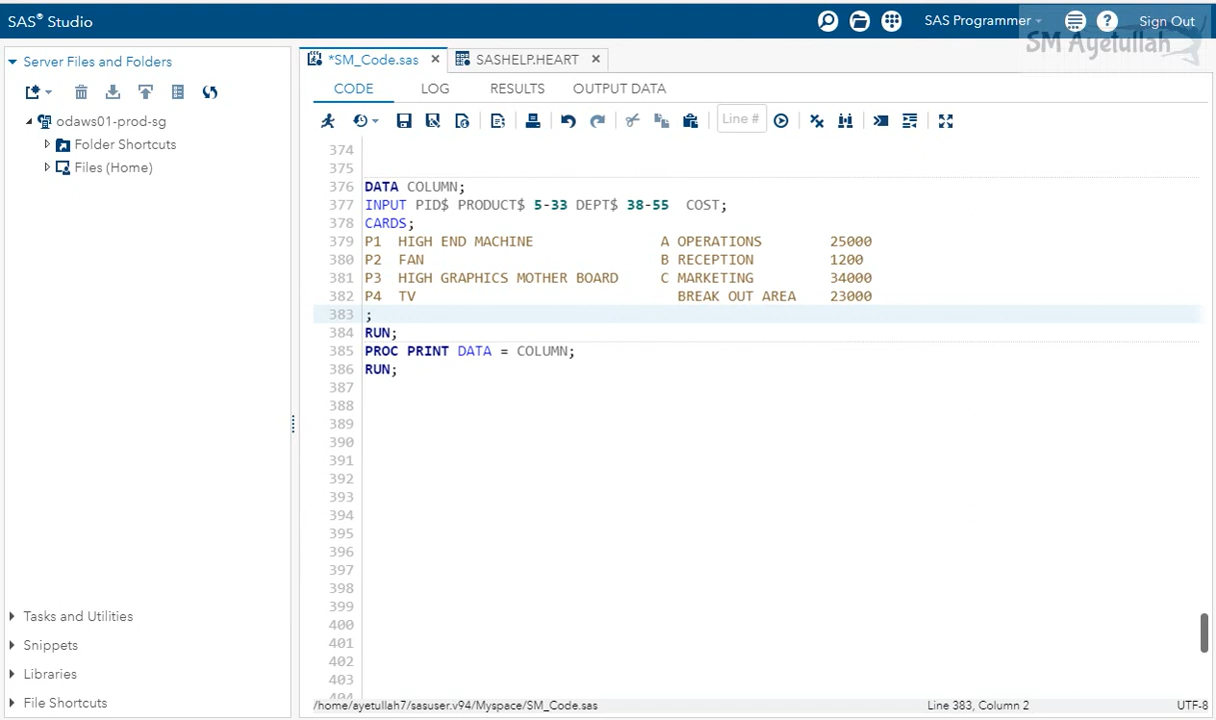 SAS® Studio
SAS Programmer
Sign Out
SM Ayetullah
Server Files and Folders
odaws01-prod-sg
Folder Shortcuts
Files (Home)
Tasks and Utilities
Snippets
Libraries
File Shortcuts
*SM_Code.sas
SASHELP.HEART
CODE LOG RESULTS OUTPUT DATA
Line #
374
375
376 DATA COLUMN;
377 INPUT PID$ PRODUCT$ 5-33 DEPT$ 38-55  COST;
378 CARDS;
379 P1  HIGH END MACHINE               A OPERATIONS        25000
380 P2  FAN                            B RECEPTION         1200
381 P3  HIGH GRAPHICS MOTHER BOARD     C MARKETING         34000
382 P4  TV                               BREAK OUT AREA    23000
383 ;
384 RUN;
385 PROC PRINT DATA = COLUMN;
386 RUN;
387
388
389
390
391
392
393
394
395
396
397
398
399
400
401
402
403
404
/home/ayetullah7/sasuser.v94/Myspace/SM_Code.sas
Line 383, Column 2
UTF-8